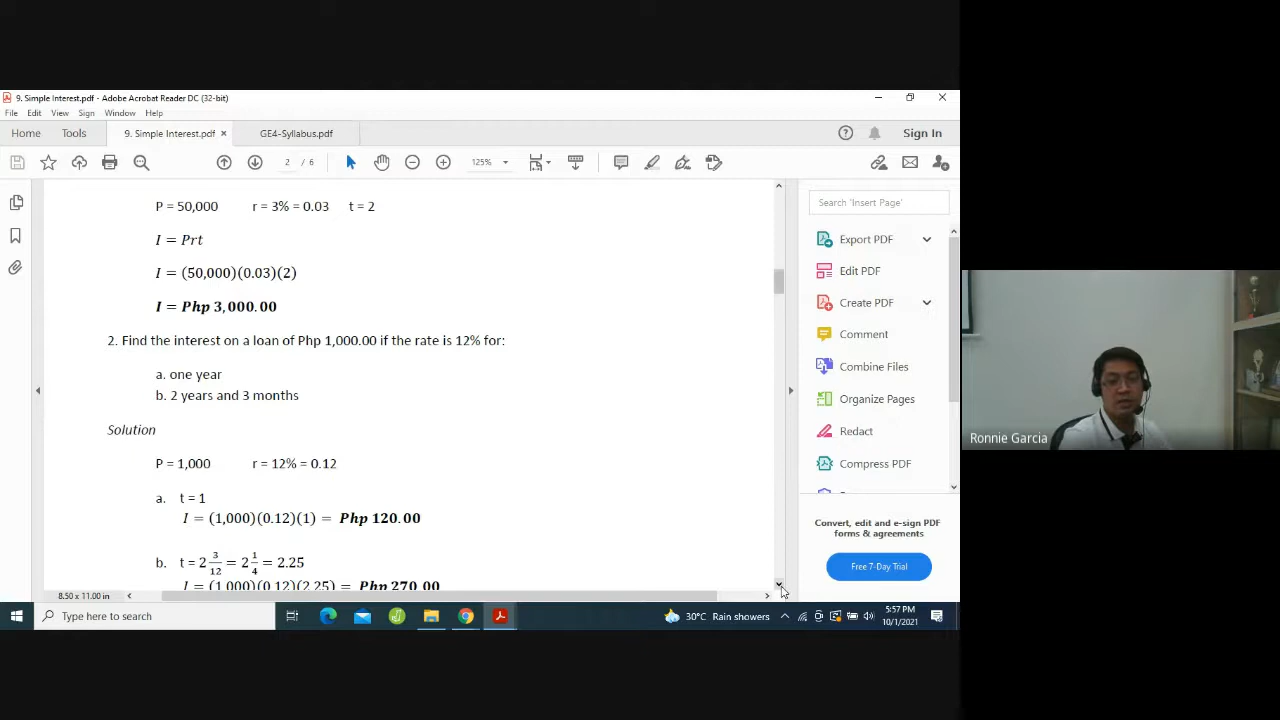 9. Simple Interest.pdf - Adobe Acrobat Reader DC (32-bit)
File Edit View Sign Window Help
Home Tools 9. Simple Interest.pdf × GE4-Syllabus.pdf Sign In
2 / 6 125%
P = 50,000 r = 3% = 0.03 t = 2
I = Prt
I = (50,000)(0.03)(2)
I = Php 3,000.00
2. Find the interest on a loan of Php 1,000.00 if the rate is 12% for:
a. one year
b. 2 years and 3 months
Solution
P = 1,000 r = 12% = 0.12
a. t = 1
I = (1,000)(0.12)(1) = Php 120.00
b. t = 2 3/12 = 2 1/4 = 2.25
I = (1,000)(0.12)(2.25) = Php 270.00
8.50 x 11.00 in
Search 'Insert Page'
Export PDF
Edit PDF
Create PDF
Comment
Combine Files
Organize Pages
Redact
Compress PDF
Convert, edit and e-sign PDF
forms & agreements
Free 7-Day Trial
Ronnie Garcia
Type here to search
30°C Rain showers
5:57 PM
10/1/2021